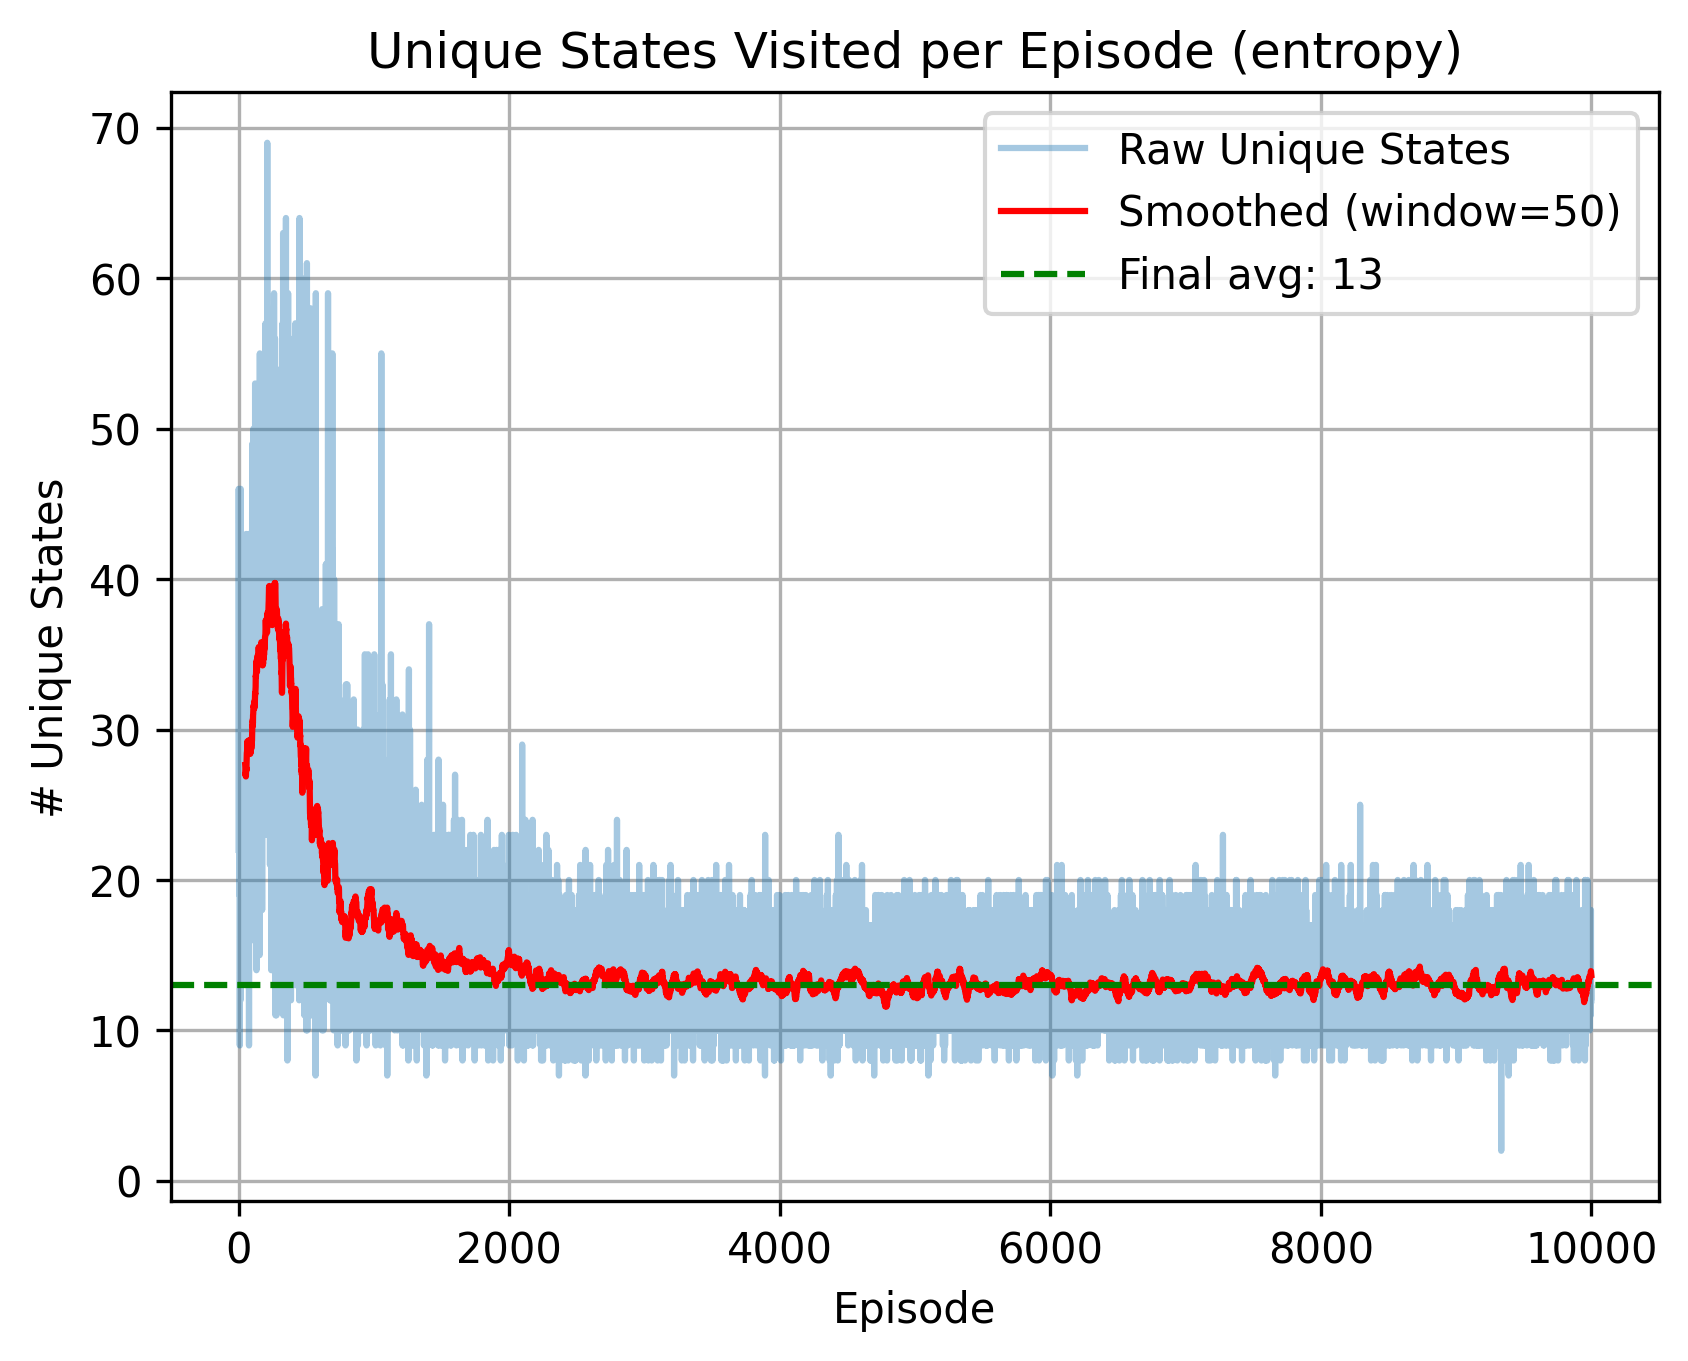 Unique States Visited per Episode (entropy)
Raw Unique States
Smoothed (window=50)
Final avg: 13
# Unique States
70
60
50
40
30
20
10
0
0 2000 4000 6000 8000 10000
Episode